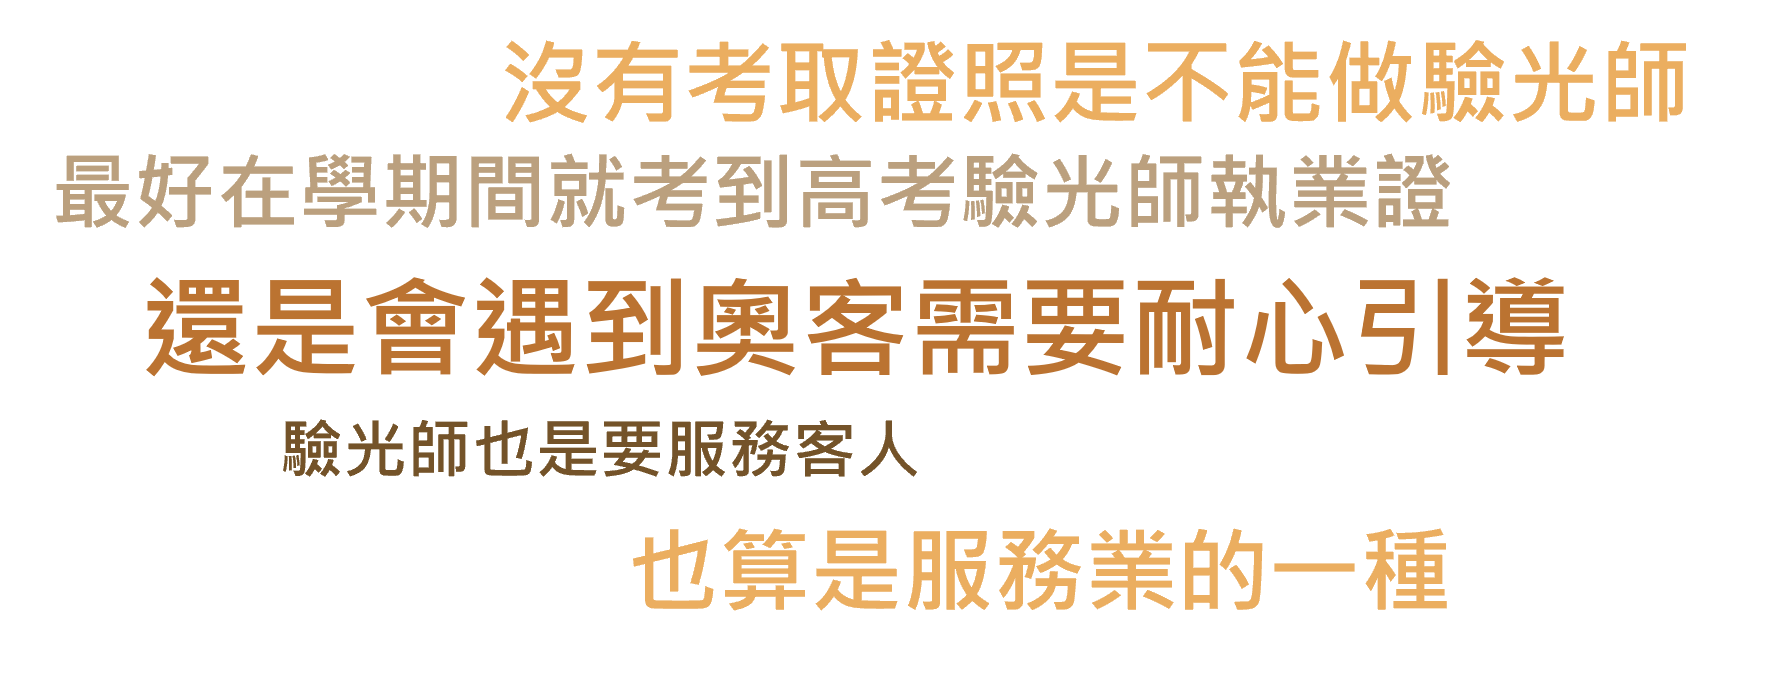 沒有考取證照是不能做驗光師
最好在學期間就考到高考驗光師執業證
還是會遇到奧客需要耐心引導
驗光師也是要服務客人
也算是服務業的一種